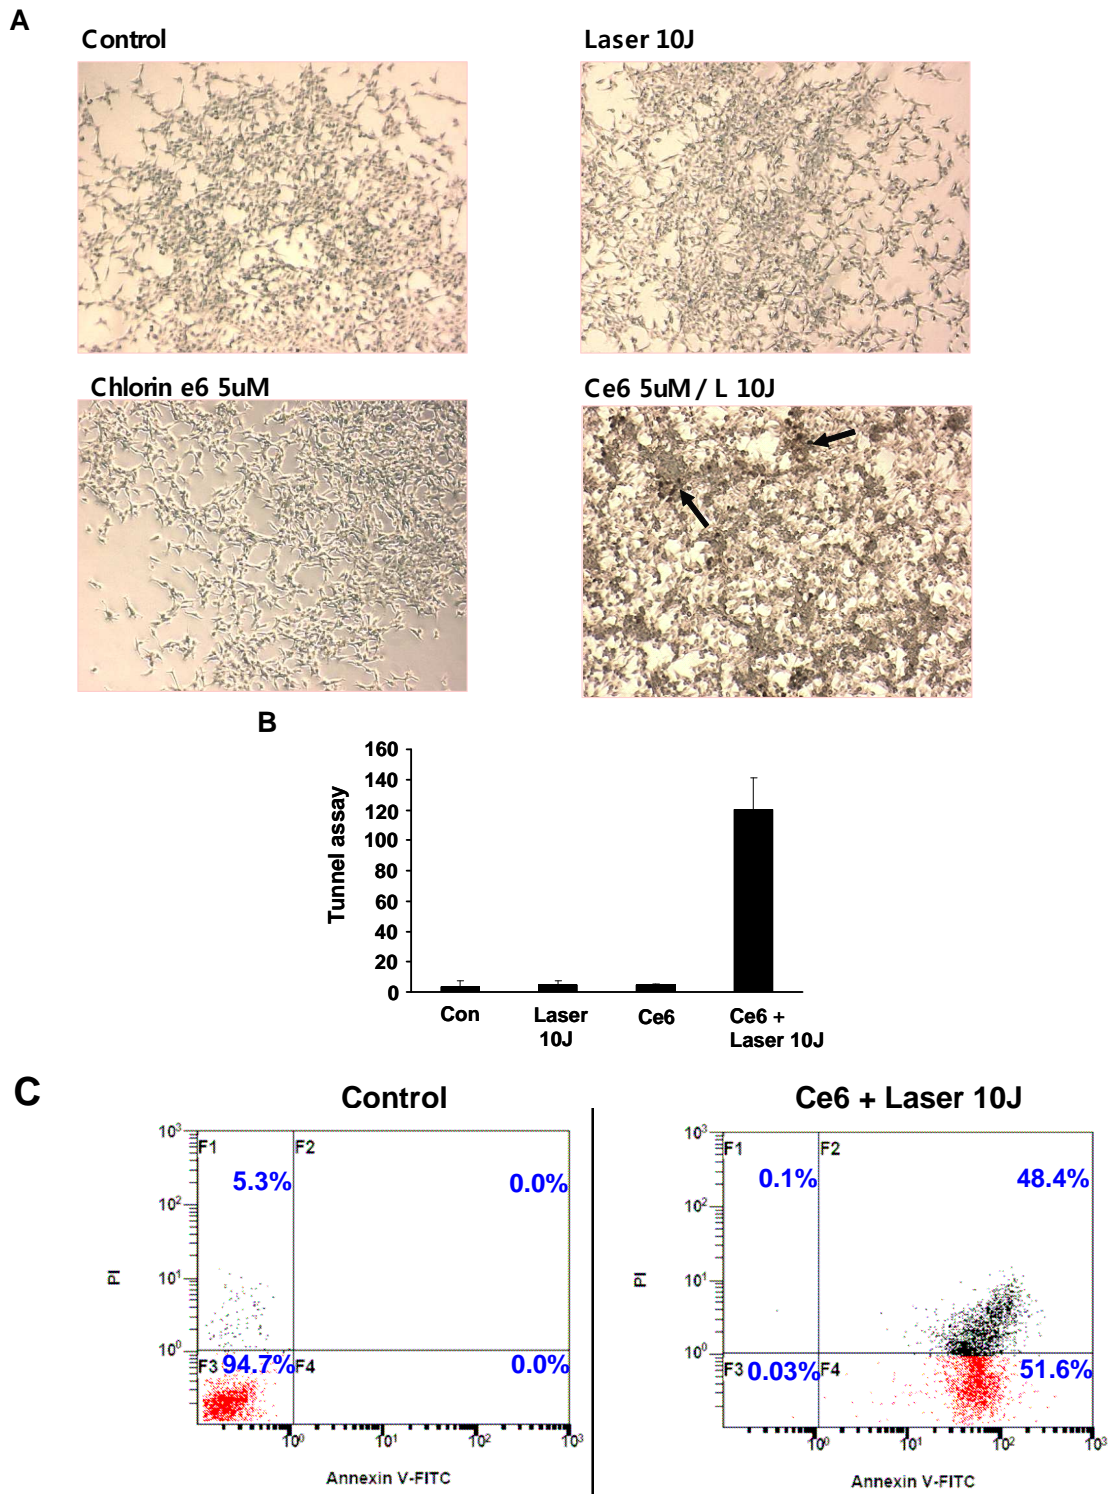 A
Control
Laser 10J
Chlorin e6 5uM
Ce6 5uM / L 10J
B
Tunnel assay
160
140
120
100
80
60
40
20
0
Con
Laser 10J
Ce6
Ce6 + Laser 10J
C
Control
F1
F2
5.3%
0.0%
F3
94.7%
F4
0.0%
PI
10³
10²
10¹
10⁰
10⁰
10¹
10²
10³
Annexin V-FITC
Ce6 + Laser 10J
F1
F2
0.1%
48.4%
F3
0.03%
F4
51.6%
PI
10³
10²
10¹
10⁰
10⁰
10¹
10²
10³
Annexin V-FITC